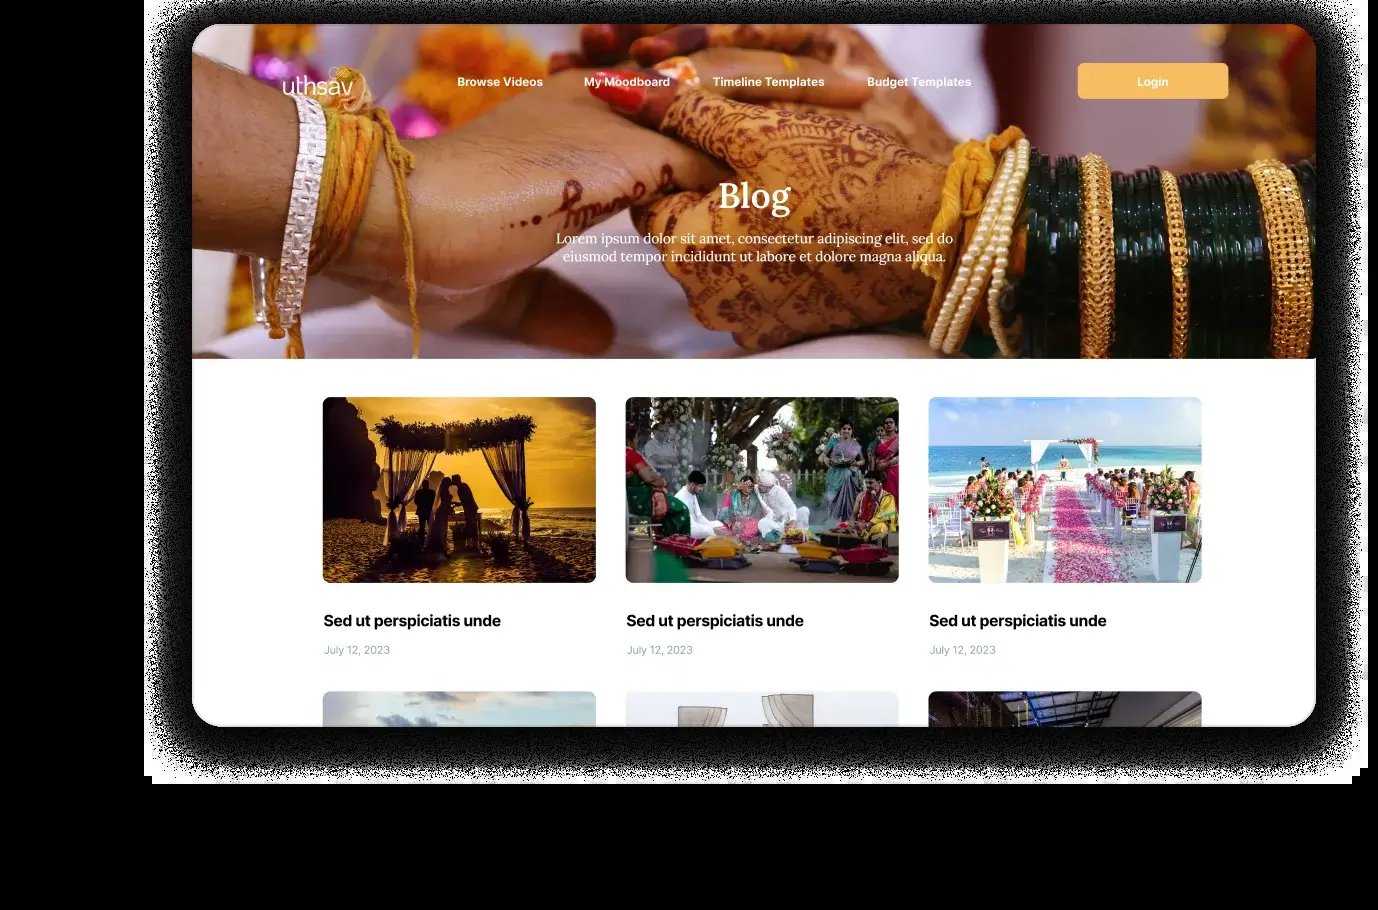 uthsav
Browse Videos
My Moodboard
Timeline Templates
Budget Templates
Login
Blog
Lorem ipsum dolor sit amet, consectetur adipiscing elit, sed do
eiusmod tempor incididunt ut labore et dolore magna aliqua.
Sed ut perspiciatis unde
Sed ut perspiciatis unde
Sed ut perspiciatis unde
July 12, 2023
July 12, 2023
July 12, 2023